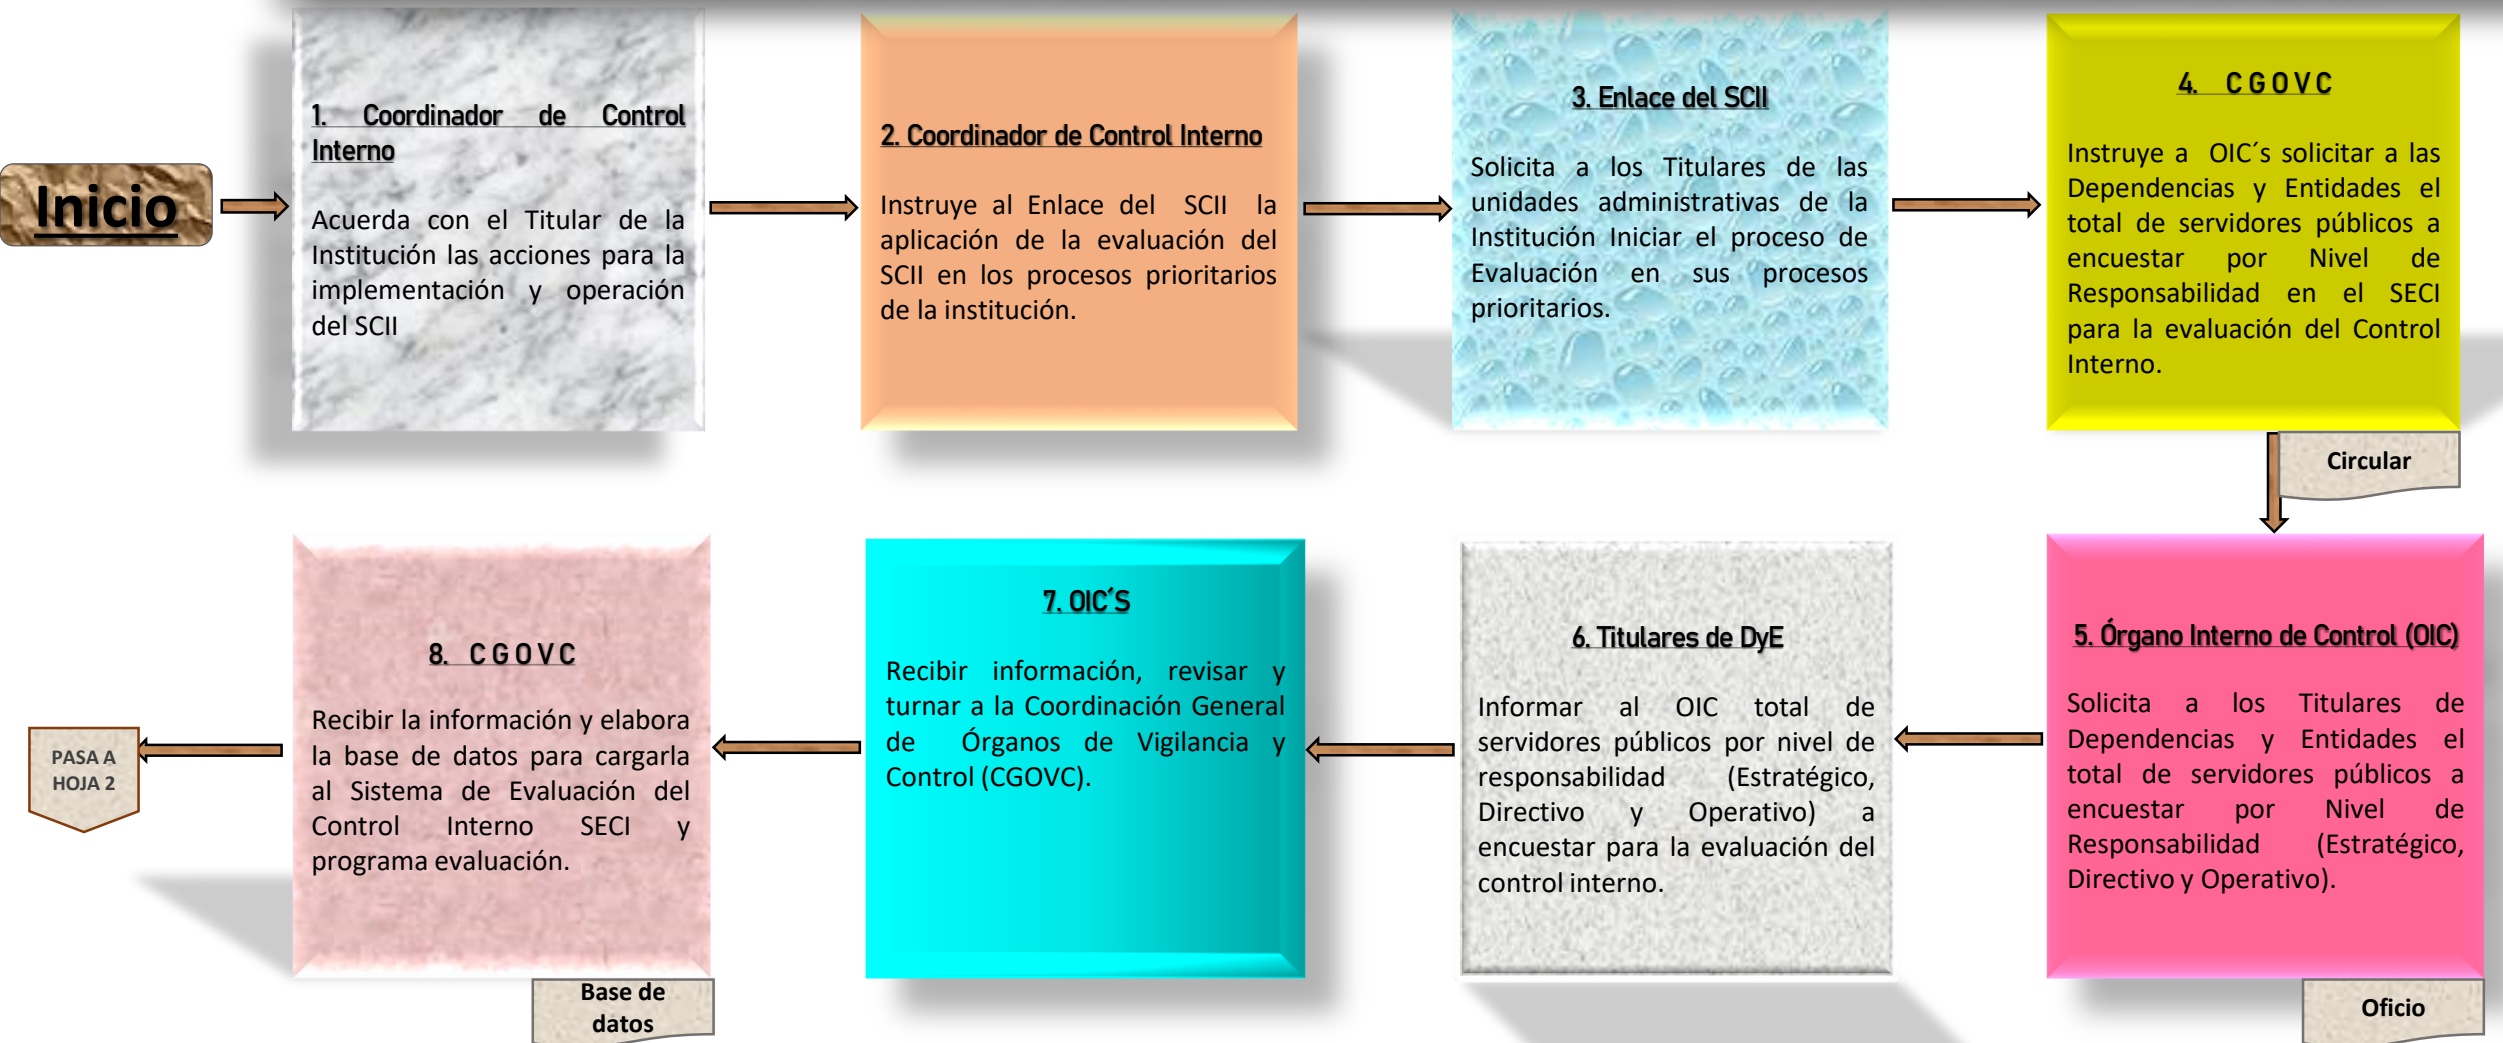 Inicio
1. Coordinador de Control
Interno
Acuerda con el Titular de la
Institución las acciones para la
implementación y operación
del SCII
2. Coordinador de Control Interno
Instruye al Enlace del SCII la
aplicación de la evaluación del
SCII en los procesos prioritarios
de la institución.
3. Enlace del SCII
Solicita a los Titulares de las
unidades administrativas de la
Institución Iniciar el proceso de
Evaluación en sus procesos
prioritarios.
4. C G O V C
Instruye a OIC´s solicitar a las
Dependencias y Entidades el
total de servidores públicos a
encuestar por Nivel de
Responsabilidad en el SECI
para la evaluación del Control
Interno.
Circular
5. Órgano Interno de Control (OIC)
Solicita a los Titulares de
Dependencias y Entidades el
total de servidores públicos a
encuestar por Nivel de
Responsabilidad (Estratégico,
Directivo y Operativo).
Oficio
6. Titulares de DyE
Informar al OIC total de
servidores públicos por nivel de
responsabilidad (Estratégico,
Directivo y Operativo) a
encuestar para la evaluación del
control interno.
7. OIC´S
Recibir información, revisar y
turnar a la Coordinación General
de Órganos de Vigilancia y
Control (CGOVC).
8. C G O V C
Recibir la información y elabora
la base de datos para cargarla
al Sistema de Evaluación del
Control Interno SECI y
programa evaluación.
Base de
datos
PASA A
HOJA 2